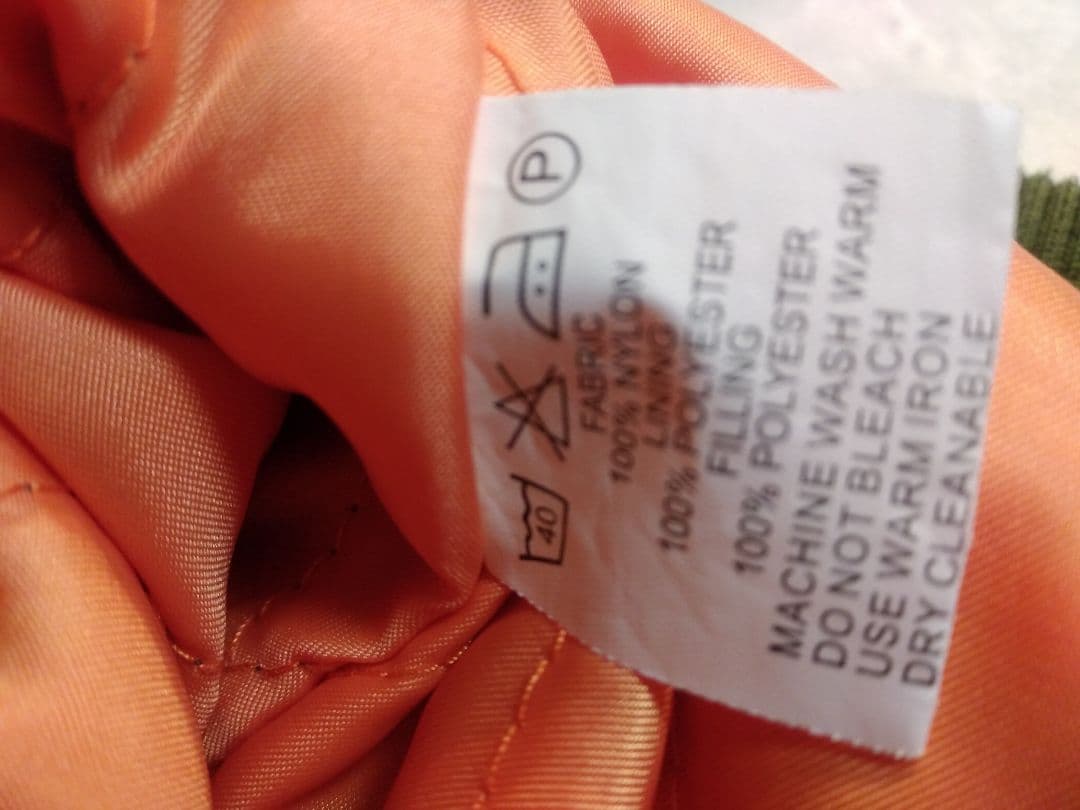 40 P
FABRIC
100% NYLON
LINING
100% POLYESTER
FILLING
100% POLYESTER
MACHINE WASH WARM
DO NOT BLEACH
USE WARM IRON
DRY CLEANABLE